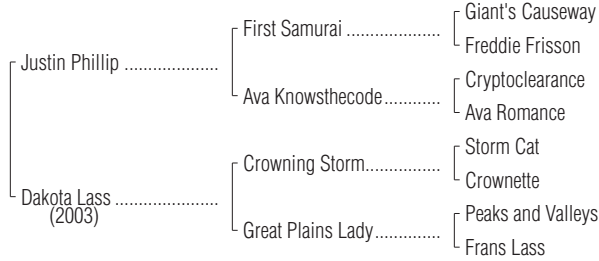 Giant's Causeway
First Samurai ....................
Freddie Frisson
Justin Phillip ....................
Cryptoclearance
Ava Knowsthecode............
Ava Romance
Storm Cat
Crowning Storm................
Crownette
Dakota Lass ......................
(2003)
Peaks and Valleys
Great Plains Lady..............
Frans Lass